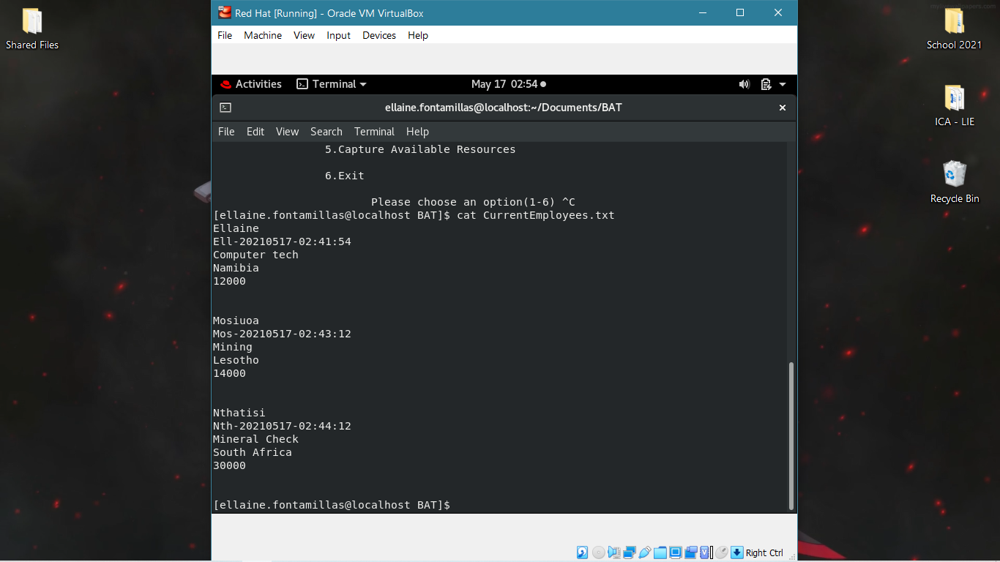 Shared Files
School 2021
ICA - LIE
Recycle Bin
Red Hat [Running] - Oracle VM VirtualBox
File Machine View Input Devices Help
Activities Terminal May 17 02:54
ellaine.fontamillas@localhost:~/Documents/BAT
File Edit View Search Terminal Help
5.Capture Available Resources
6.Exit
Please choose an option(1-6) ^C
[ellaine.fontamillas@localhost BAT]$ cat CurrentEmployees.txt
Ellaine
Ell-20210517-02:41:54
Computer tech
Namibia
12000
Mosiuoa
Mos-20210517-02:43:12
Mining
Lesotho
14000
Nthatisi
Nth-20210517-02:44:12
Mineral Check
South Africa
30000
[ellaine.fontamillas@localhost BAT]$
Right Ctrl